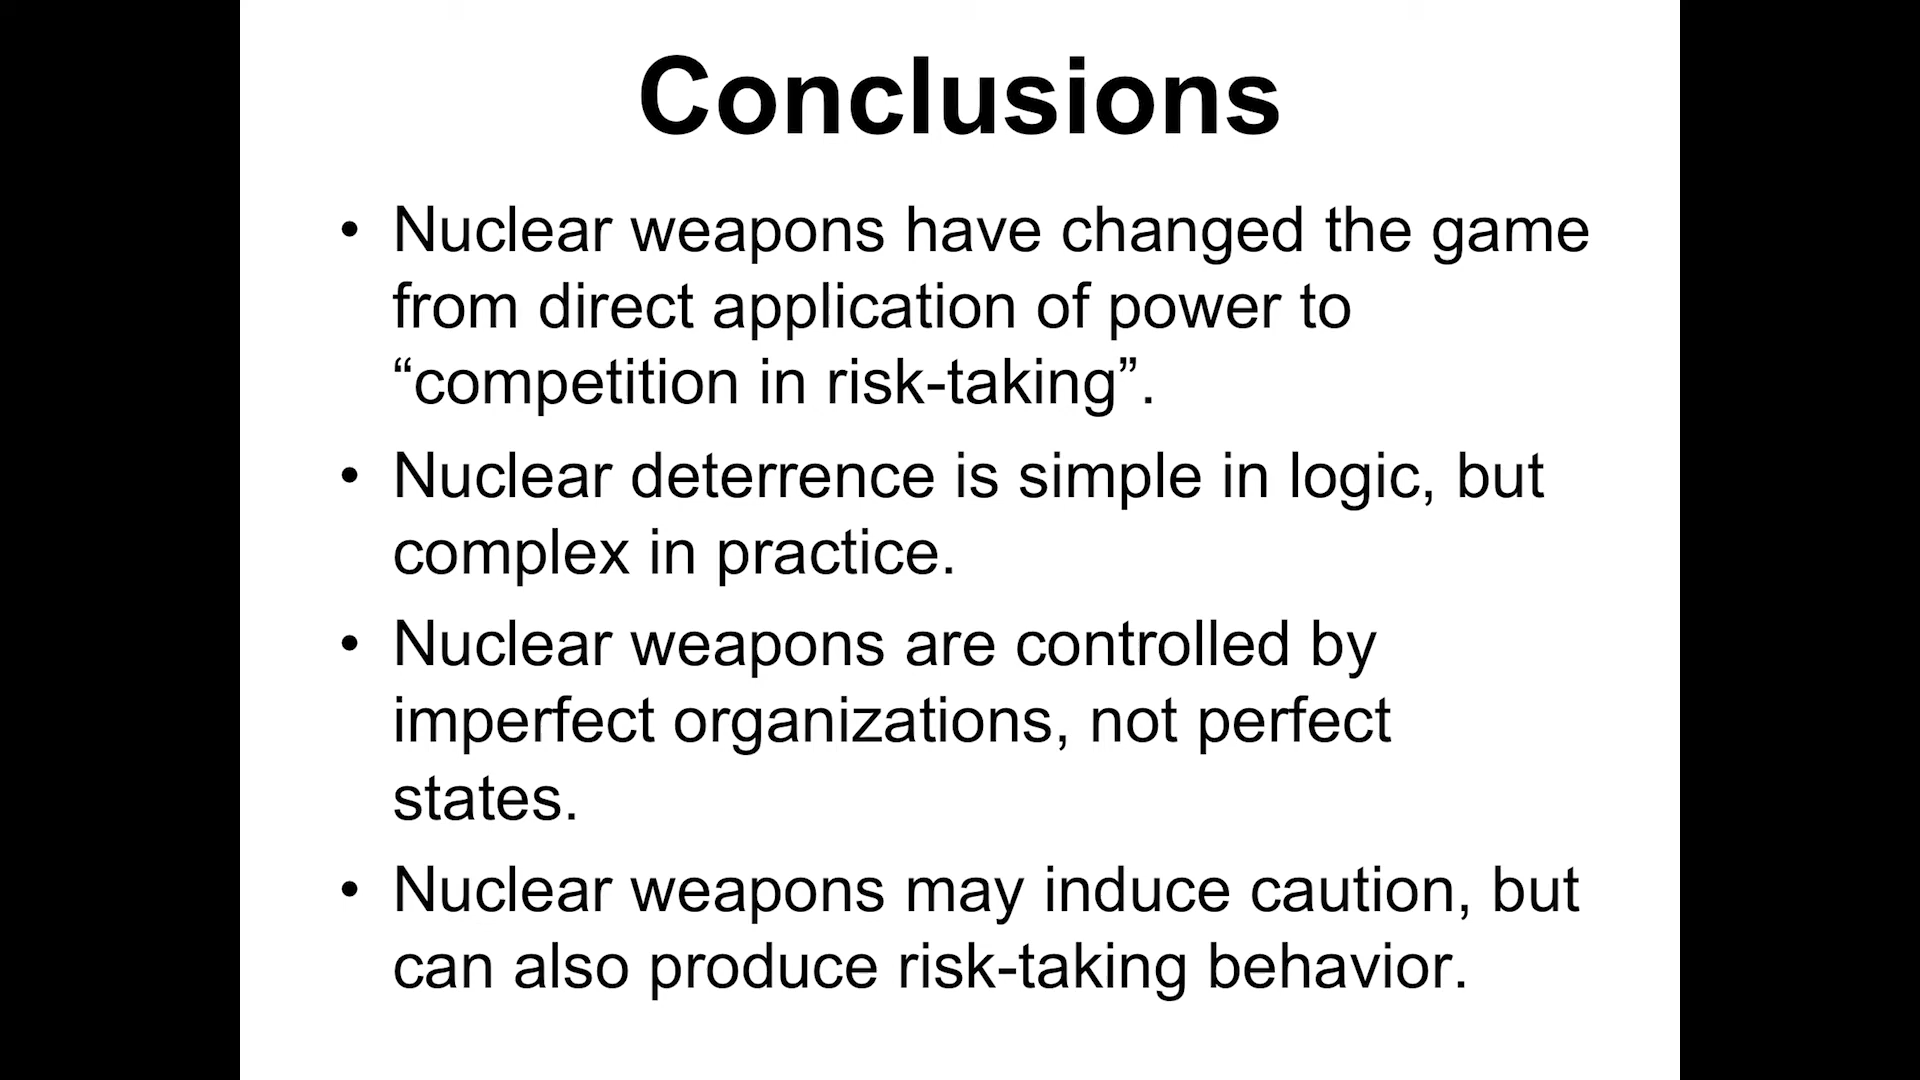 Conclusions
• Nuclear weapons have changed the game
from direct application of power to
“competition in risk-taking”.
• Nuclear deterrence is simple in logic, but
complex in practice.
• Nuclear weapons are controlled by
imperfect organizations, not perfect
states.
• Nuclear weapons may induce caution, but
can also produce risk-taking behavior.